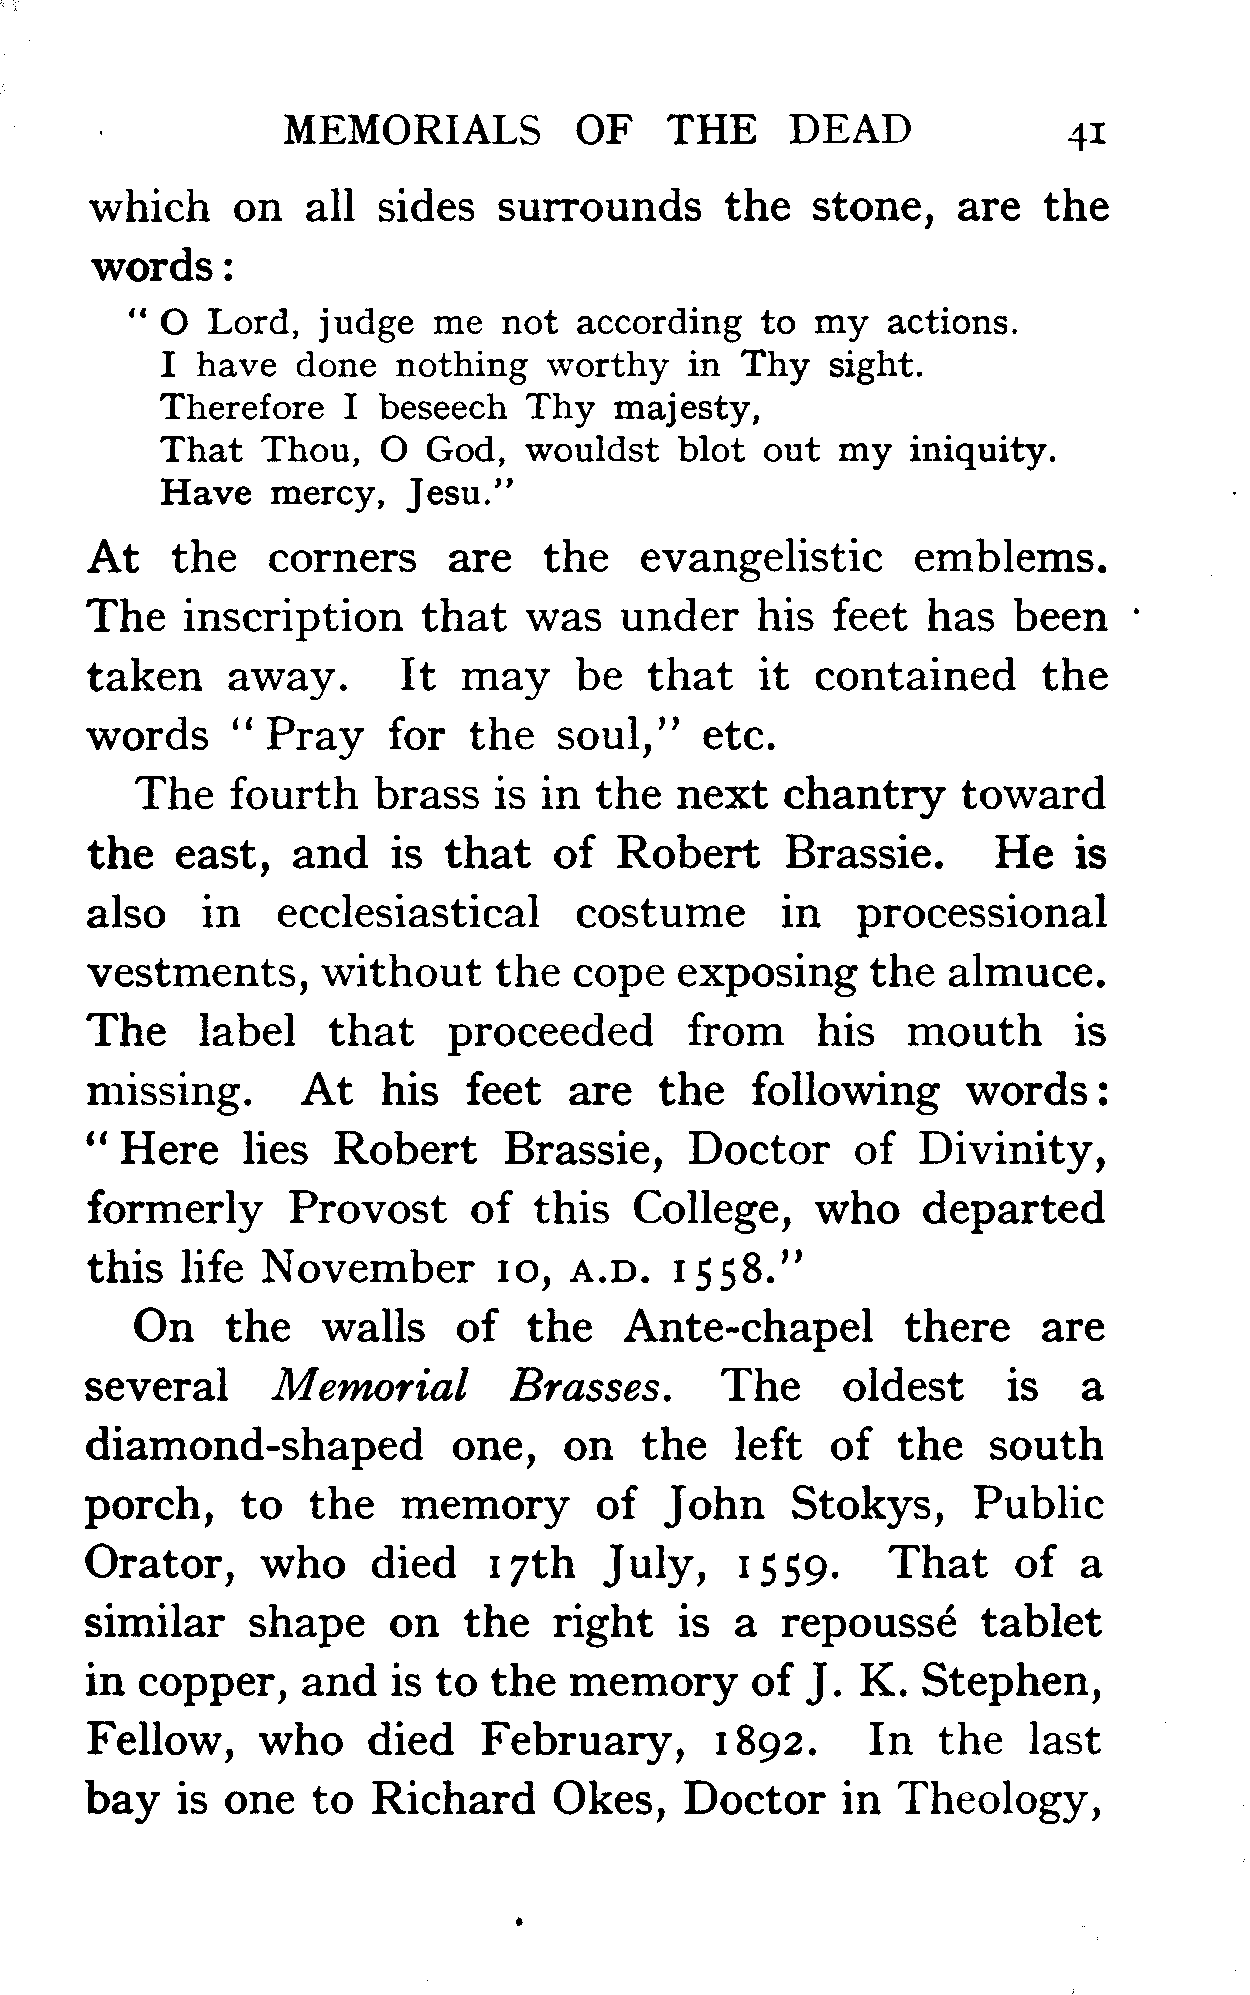 MEMORIALS OF THE DEAD 41
which on all sides surrounds the stone, are the
words :
" O Lord, judge me not according to my actions.
I have done nothing worthy in Thy sight.
Therefore I beseech Thy majesty,
That Thou, O God, wouldst blot out my iniquity.
Have mercy, Jesu."
At the corners are the evangelistic emblems.
The inscription that was under his feet has been
taken away. It may be that it contained the
words " Pray for the soul," etc.
The fourth brass is in the next chantry toward
the east, and is that of Robert Brassie. He is
also in ecclesiastical costume in processional
vestments, without the cope exposing the almuce.
The label that proceeded from his mouth is
missing. At his feet are the following words :
" Here lies Robert Brassie, Doctor of Divinity,
formerly Provost of this College, who departed
this life November 10, A.D. 1558."
On the walls of the Ante-chapel there are
several Memorial Brasses. The oldest is a
diamond-shaped one, on the left of the south
porch, to the memory of John Stokys, Public
Orator, who died 17th July, 1559. That of a
similar shape on the right is a repoussé tablet
in copper, and is to the memory of J. K. Stephen,
Fellow, who died February, 1892. In the last
bay is one to Richard Okes, Doctor in Theology,